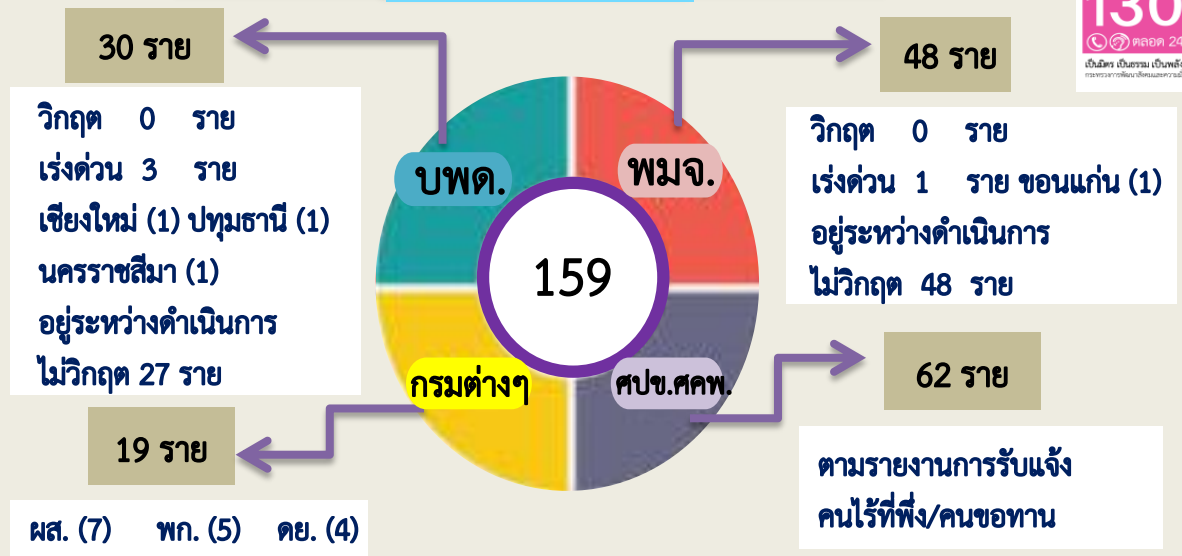 30 ราย
วิกฤต 0 ราย
เร่งด่วน 3 ราย
เชียงใหม่ (1) ปทุมธานี (1)
นครราชสีมา (1)
อยู่ระหว่างดำเนินการ
ไม่วิกฤต 27 ราย
บพด.
พมจ.
159
กรมต่างๆ
ศปข.ศคพ.
48 ราย
วิกฤต 0 ราย
เร่งด่วน 1 ราย ขอนแก่น (1)
อยู่ระหว่างดำเนินการ
ไม่วิกฤต 48 ราย
62 ราย
ตามรายงานการรับแจ้ง
คนไร้ที่พึ่ง/คนขอทาน
19 ราย
ผส. (7) พก. (5) ดย. (4)
130
ตลอด 24
เป็นมิตร เป็นธรรม เป็นพลัง